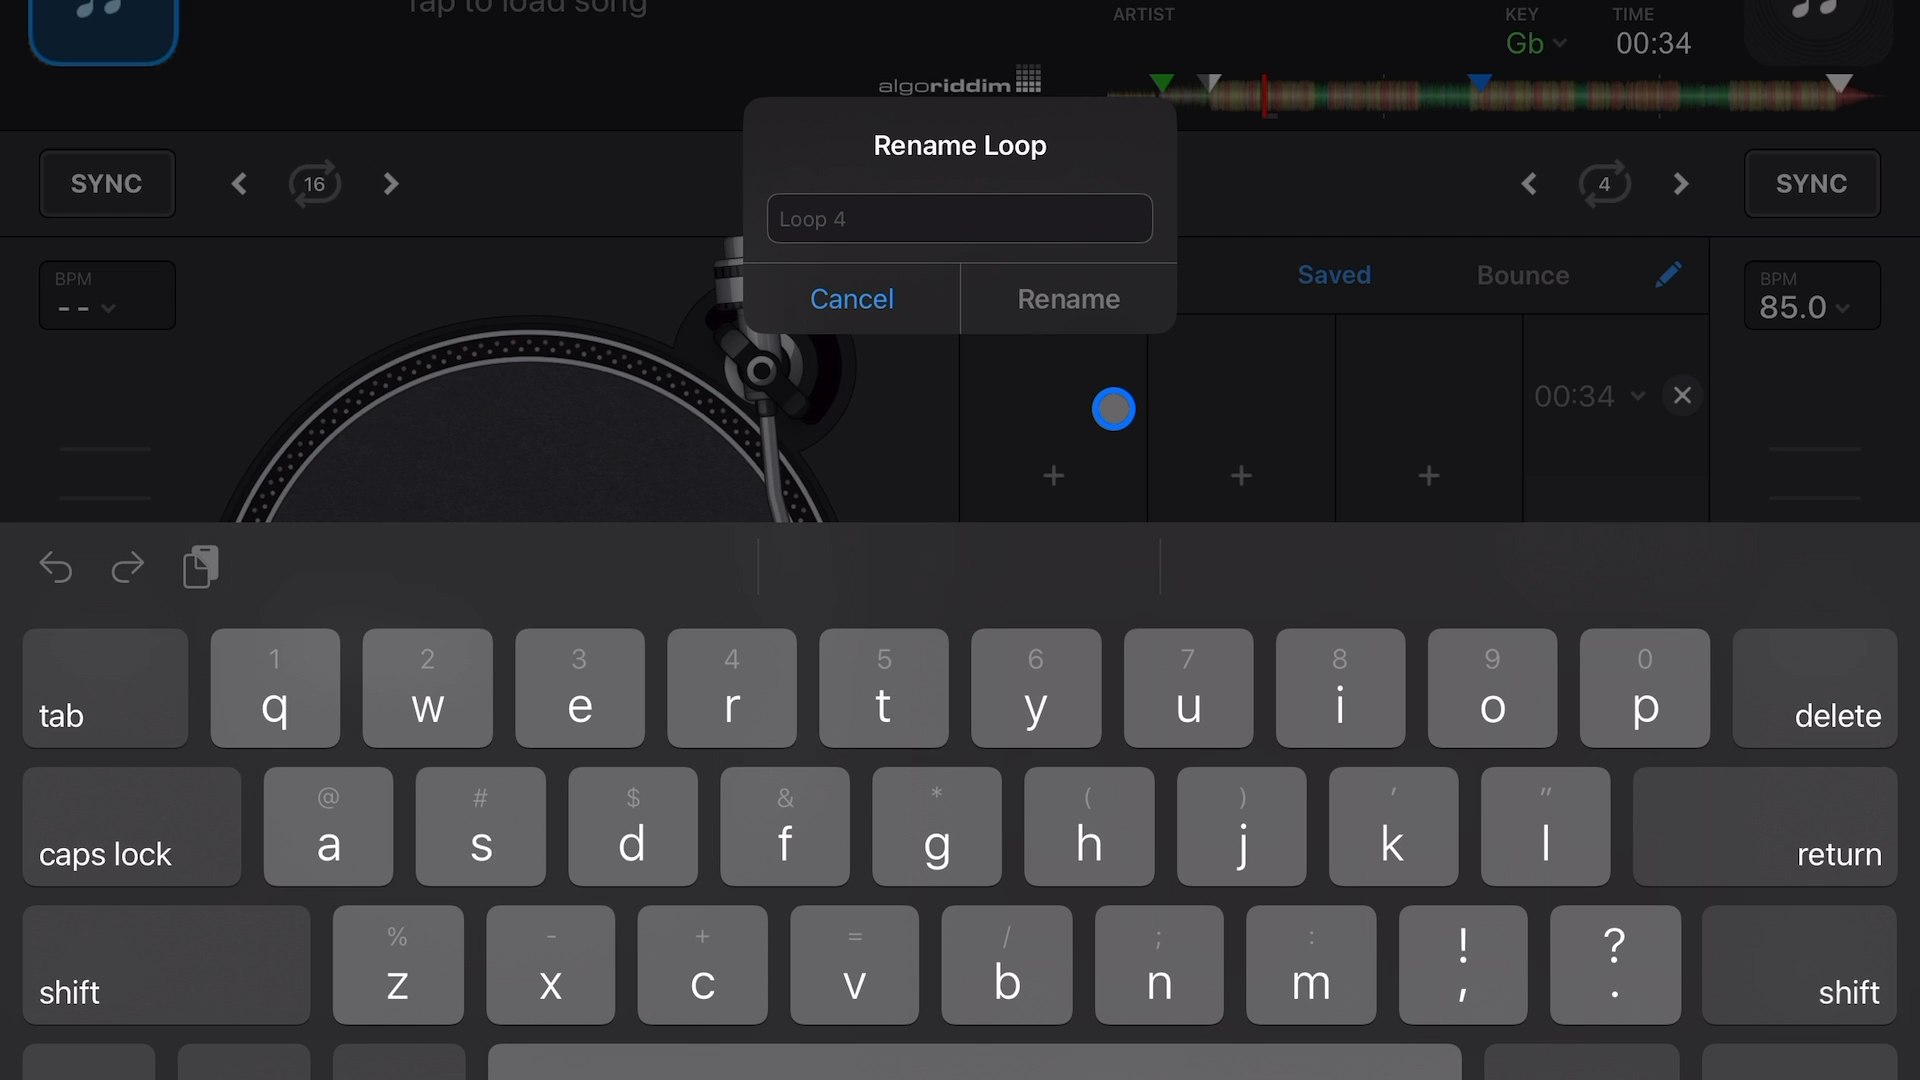 Tap to load song
ARTIST
KEY
TIME
Gb
00:34
algoriddim
Rename Loop
SYNC
16
4
SYNC
Loop 4
BPM
--
Cancel
Rename
Saved
Bounce
BPM
85.0
00:34
+
+
+
1 2 3 4 5 6 7 8 9 0
tab q w e r t y u i o p delete
@ # $ & * ( ) ' "
caps lock a s d f g h j k l return
% - + = / ; : ! ?
shift z x c v b n m , . shift